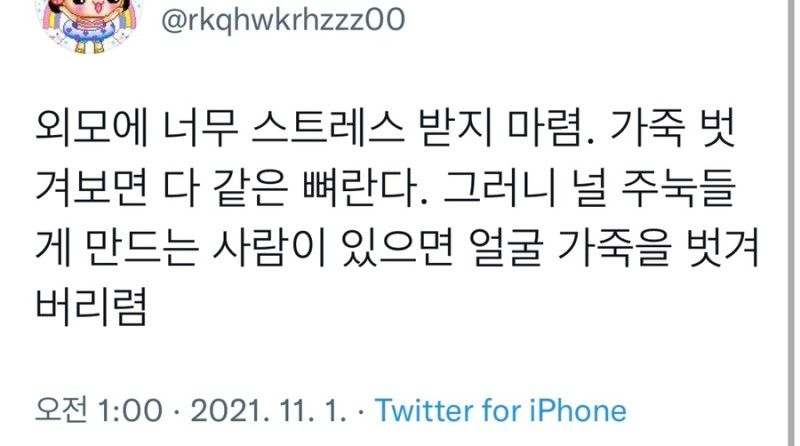 @rkqhwkrhzzz00
외모에 너무 스트레스 받지 마렴. 가죽 벗
겨보면 다 같은 뼈란다. 그러니 널 주눅들
게 만드는 사람이 있으면 얼굴 가죽을 벗겨
버리렴
오전 1:00 · 2021. 11. 1. · Twitter for iPhone